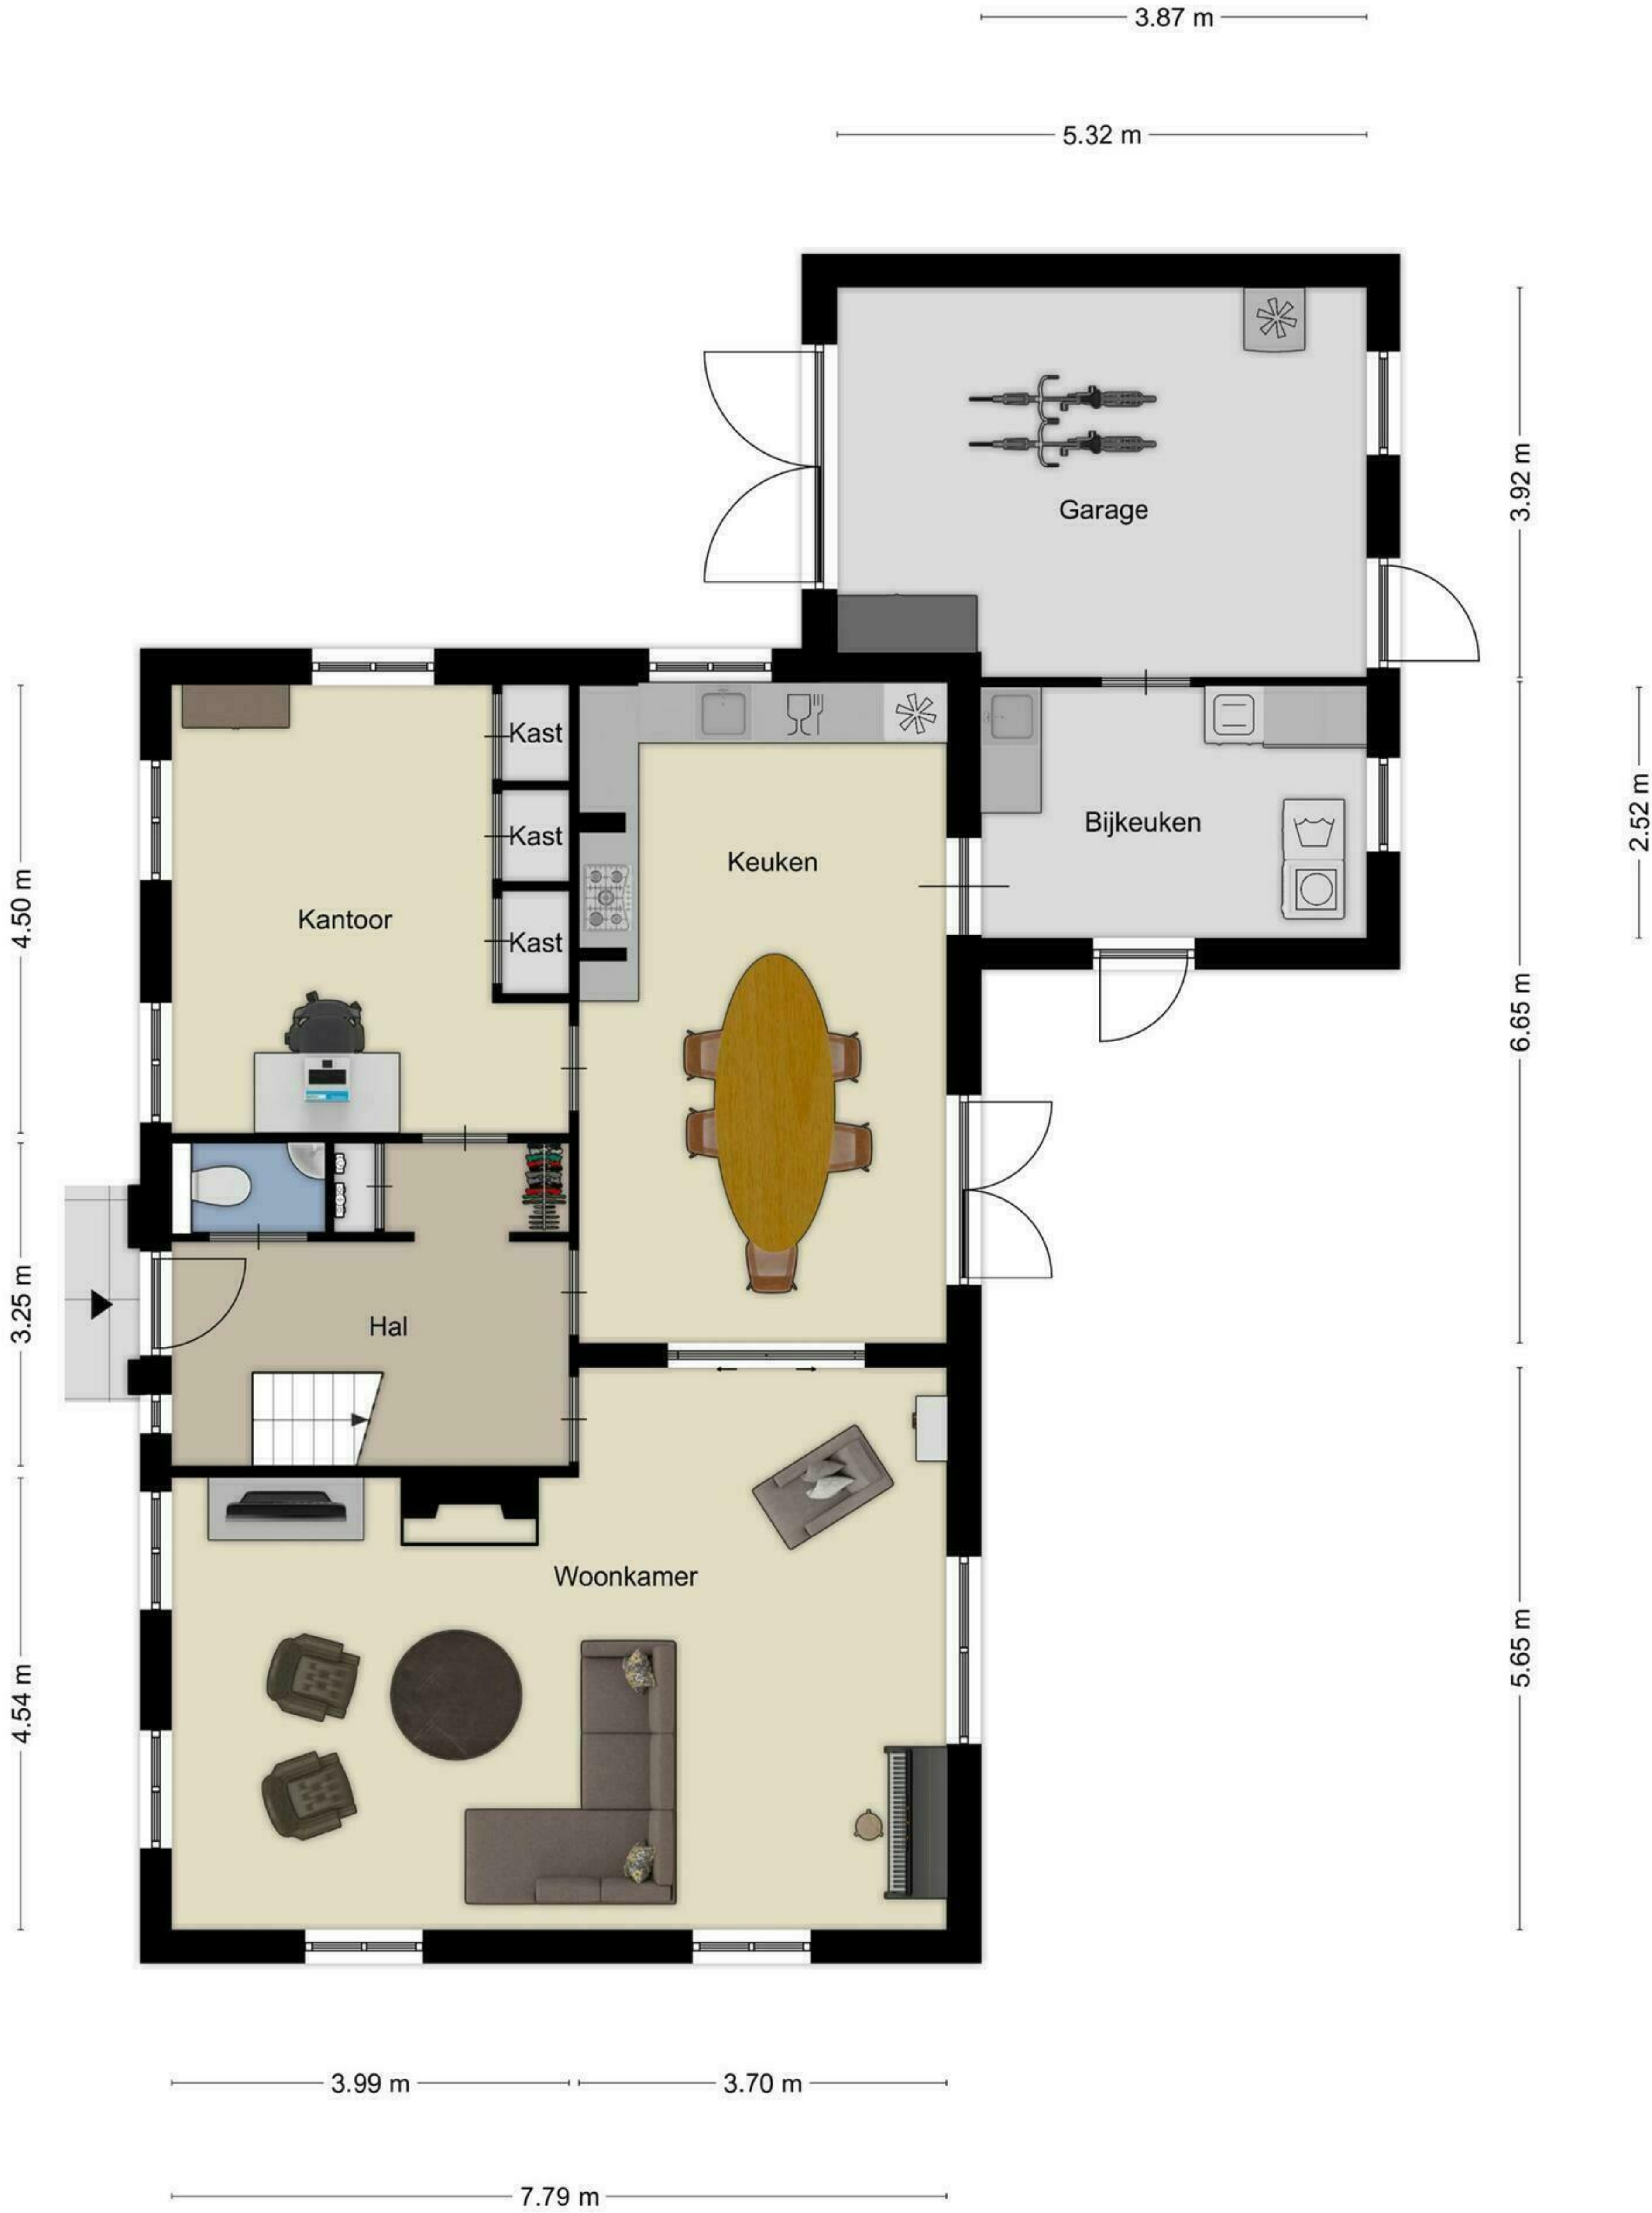 3.87 m
5.32 m
Garage
3.92 m
Kast
Kast
Kast
Keuken
Bijkeuken
2.52 m
Kantoor
4.50 m
6.65 m
Hal
3.25 m
Woonkamer
5.65 m
4.54 m
3.99 m
3.70 m
7.79 m